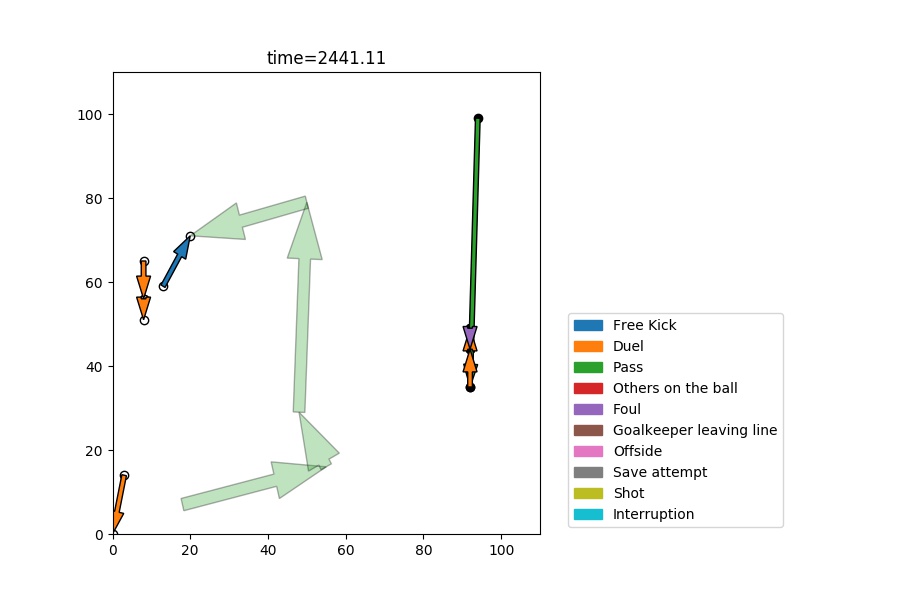 time=2441.11
100
80
60
40
20
0
0 20 40 60 80 100
Free Kick
Duel
Pass
Others on the ball
Foul
Goalkeeper leaving line
Offside
Save attempt
Shot
Interruption